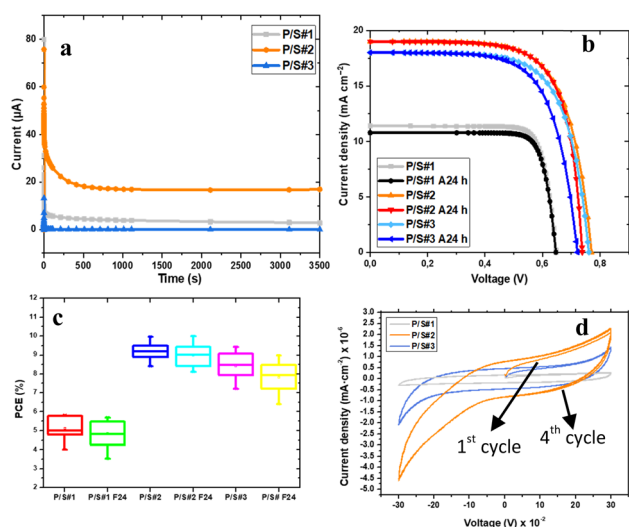 a
P/S#1
P/S#2
P/S#3
Current (µA)
80
60
40
20
0
0 500 1000 1500 2000 2500 3000 3500
Time (s)
b
Current density (mA cm⁻²)
20
15
10
5
0
P/S#1
P/S#1 A24 h
P/S#2
P/S#2 A24 h
P/S#3
P/S#3 A24 h
0,0 0,2 0,4 0,6 0,8
Voltage (V)
c
PCE (%)
12
11
10
9
8
7
6
5
4
3
2
1
0
P/S#1 P/S#1 F24 P/S#2 P/S#2 F24 P/S#3 P/S# F24
d
P/S#1
P/S#2
P/S#3
Current density (mA·cm⁻²) x 10⁻⁶
3.0
2.5
2.0
1.5
1.0
0.5
0.0
-0.5
-1.0
-1.5
-2.0
-2.5
-3.0
-3.5
-4.0
-4.5
-5.0
1st cycle
4th cycle
-30 -20 -10 0 10 20 30
Voltage (V) x 10⁻²